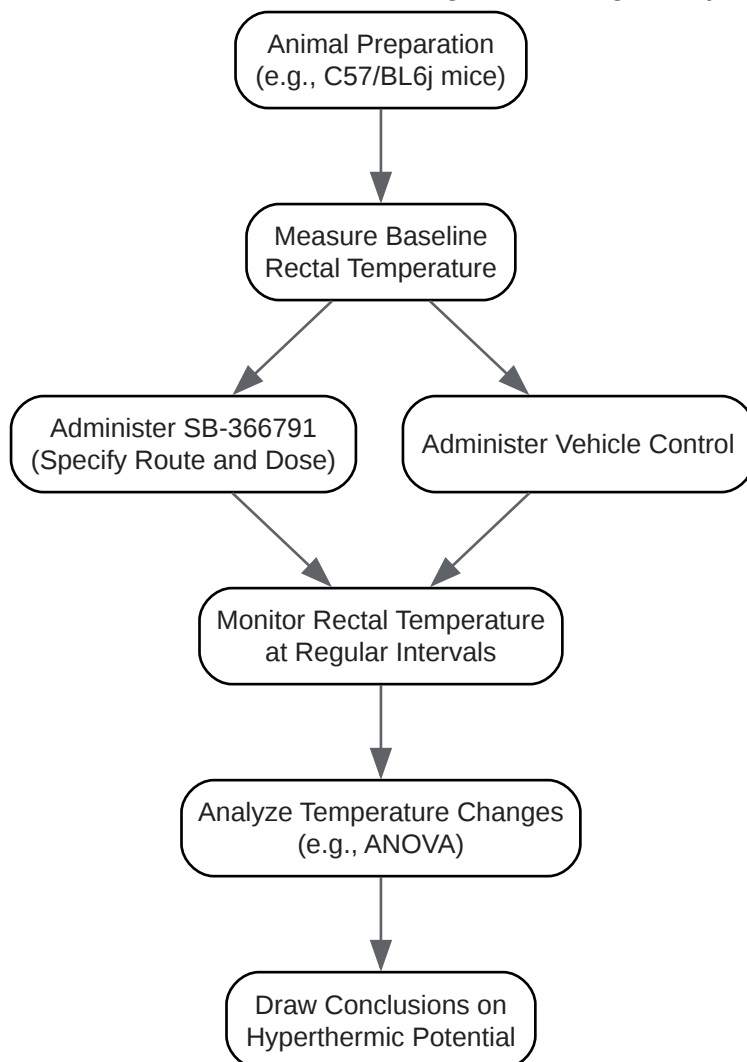 Animal Preparation
(e.g., C57/BL6j mice)
Measure Baseline
Rectal Temperature
Administer SB-366791
(Specify Route and Dose)
Administer Vehicle Control
Monitor Rectal Temperature
at Regular Intervals
Analyze Temperature Changes
(e.g., ANOVA)
Draw Conclusions on
Hyperthermic Potential